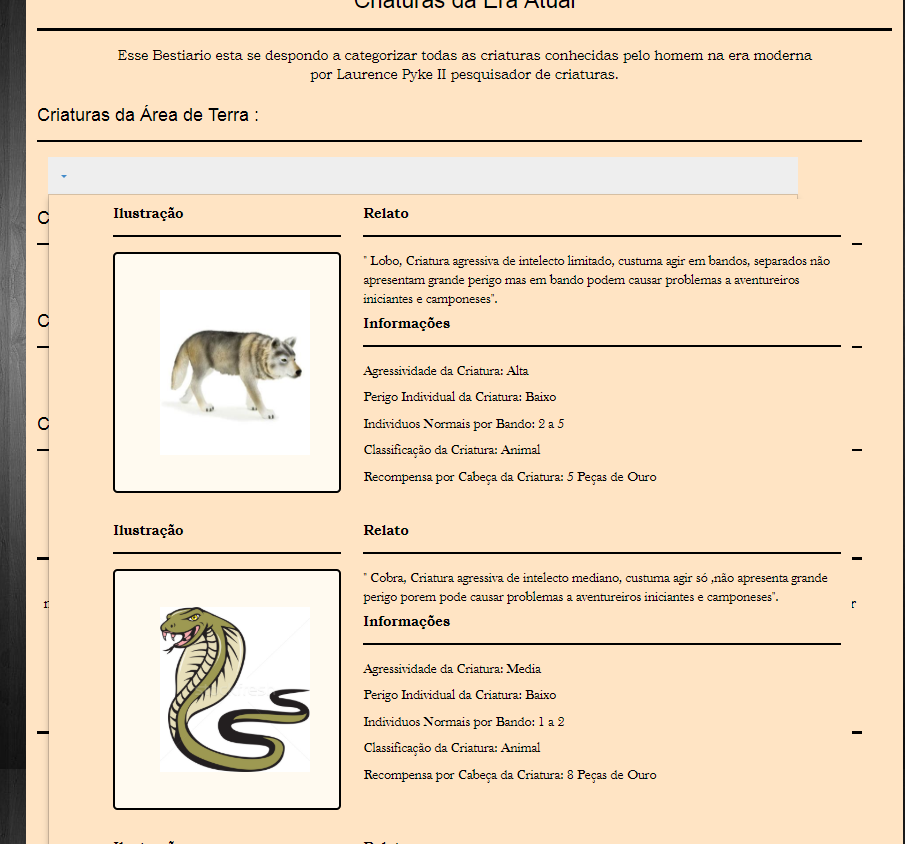 Criaturas da Era Atual
Esse Bestiario esta se despondo a categorizar todas as criaturas conhecidas pelo homem na era moderna
por Laurence Pyke II pesquisador de criaturas.
Criaturas da Área de Terra :
C
Ilustração
Relato
" Lobo, Criatura agressiva de intelecto limitado, custuma agir em bandos, separados não
apresentam grande perigo mas em bando podem causar problemas a aventureiros
iniciantes e camponeses".
C
Informações
Agressividade da Criatura: Alta
Perigo Individual da Criatura: Baixo
C
Individuos Normais por Bando: 2 a 5
Classificação da Criatura: Animal
Recompensa por Cabeça da Criatura: 5 Peças de Ouro
Ilustração
Relato
" Cobra, Criatura agressiva de intelecto mediano, custuma agir só ,não apresenta grande
perigo porem pode causar problemas a aventureiros iniciantes e camponeses".
r
Informações
Agressividade da Criatura: Media
Perigo Individual da Criatura: Baixo
Individuos Normais por Bando: 1 a 2
Classificação da Criatura: Animal
Recompensa por Cabeça da Criatura: 8 Peças de Ouro